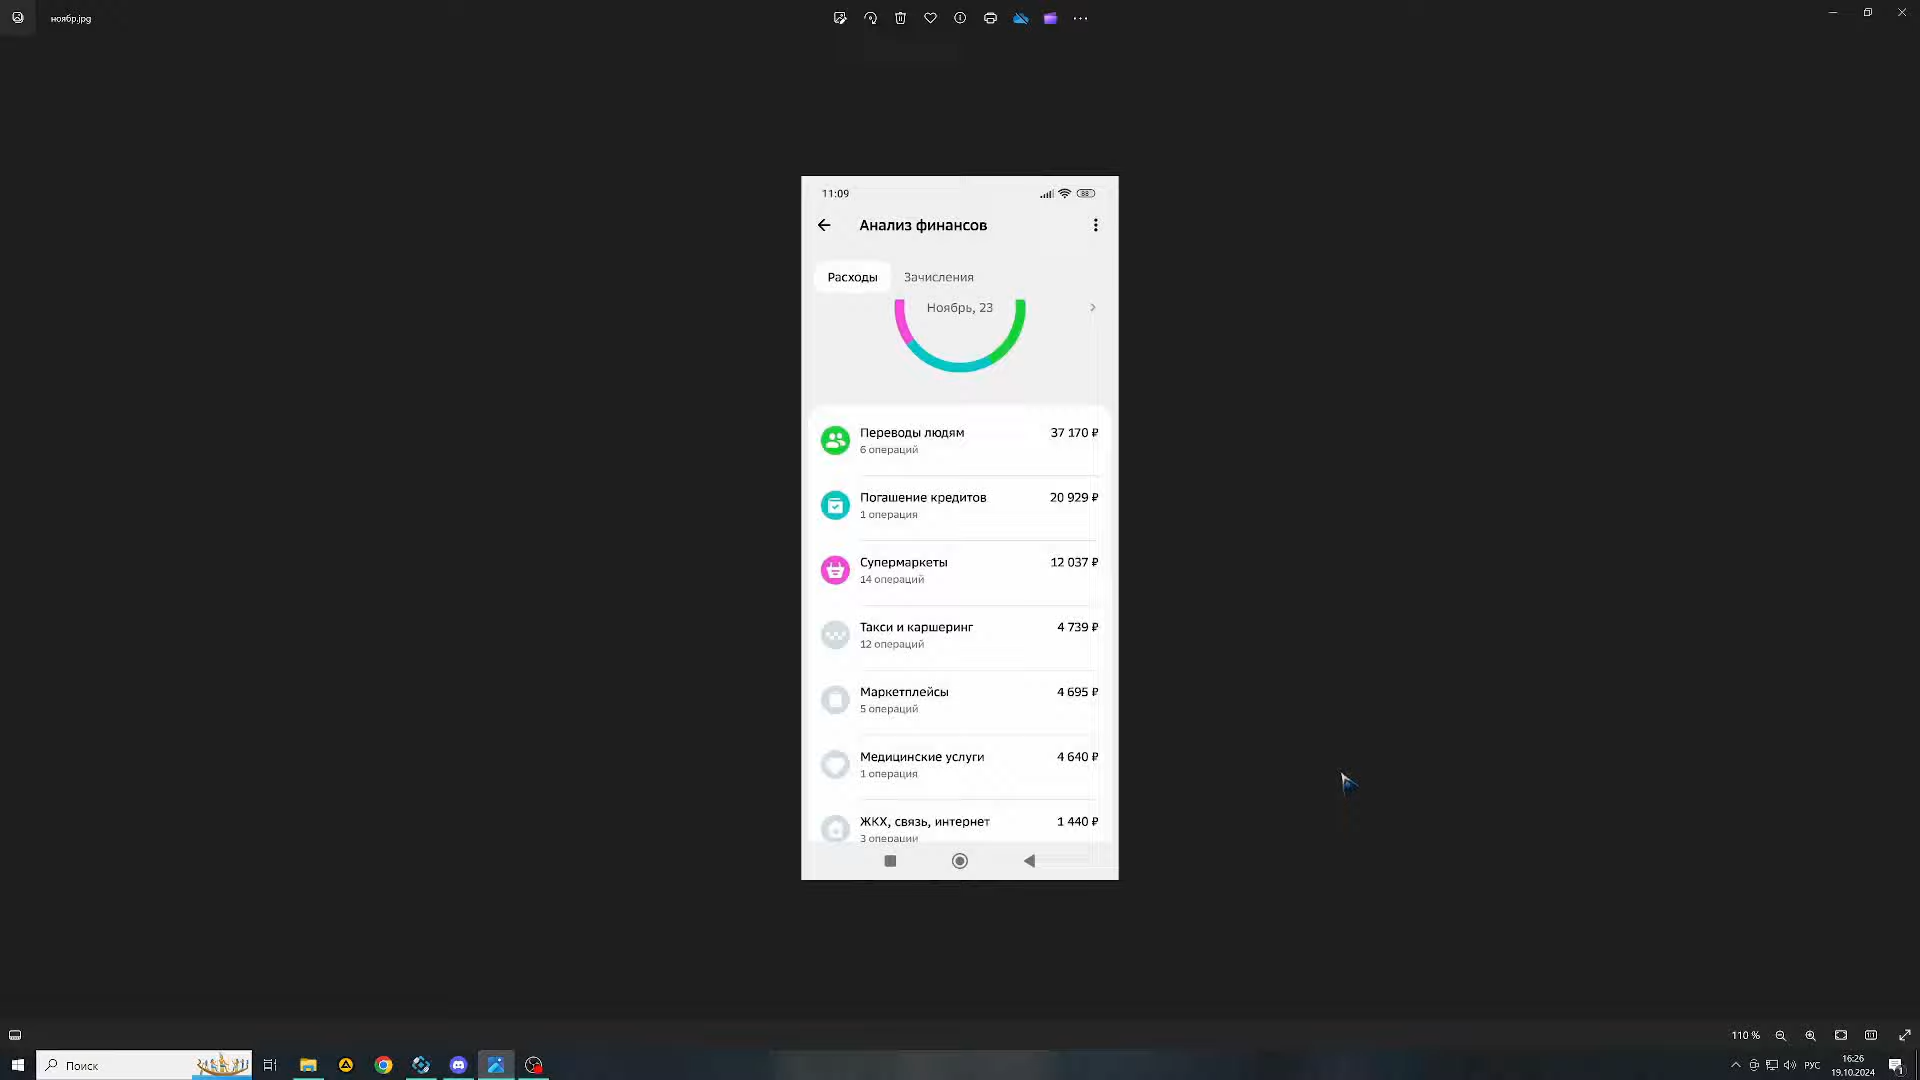 ноябр.jpg
11:09
88
Анализ финансов
Расходы
Зачисления
Ноябрь, 23
Переводы людям
37 170 ₽
6 операций
Погашение кредитов
20 929 ₽
1 операция
Супермаркеты
12 037 ₽
14 операций
Такси и каршеринг
4 739 ₽
12 операций
Маркетплейсы
4 695 ₽
5 операций
Медицинские услуги
4 640 ₽
1 операция
ЖКХ, связь, интернет
1 440 ₽
3 операции
110 %
Поиск
РУС
16:26
19.10.2024